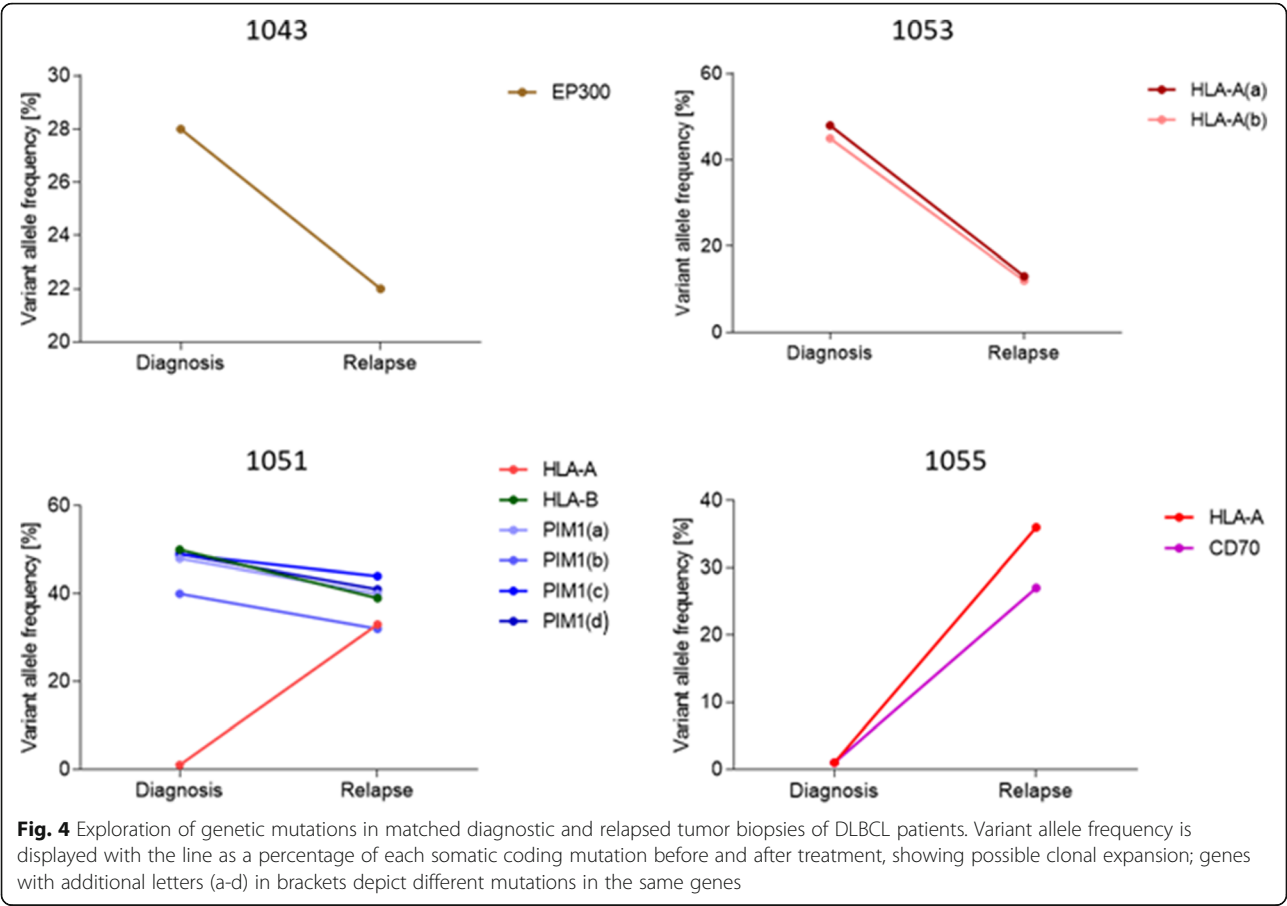 1043
EP300
Variant allele frequency [%]
30
28
26
24
22
20
Diagnosis Relapse
1053
HLA-A(a)
HLA-A(b)
Variant allele frequency [%]
60
40
20
0
Diagnosis Relapse
1051
HLA-A
HLA-B
PIM1(a)
PIM1(b)
PIM1(c)
PIM1(d)
Variant allele frequency [%]
60
40
20
0
Diagnosis Relapse
1055
HLA-A
CD70
Variant allele frequency [%]
40
30
20
10
0
Diagnosis Relapse
Fig. 4 Exploration of genetic mutations in matched diagnostic and relapsed tumor biopsies of DLBCL patients. Variant allele frequency is
displayed with the line as a percentage of each somatic coding mutation before and after treatment, showing possible clonal expansion; genes
with additional letters (a-d) in brackets depict different mutations in the same genes